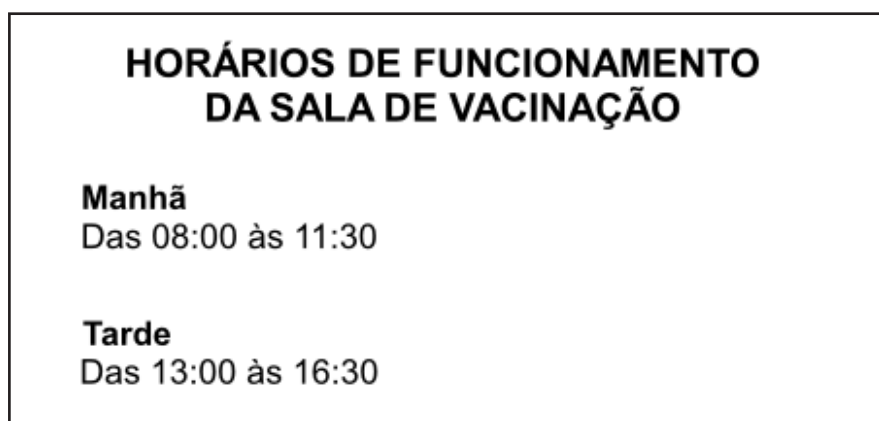 HORÁRIOS DE FUNCIONAMENTO
DA SALA DE VACINAÇÃO
Manhã
Das 08:00 às 11:30
Tarde
Das 13:00 às 16:30